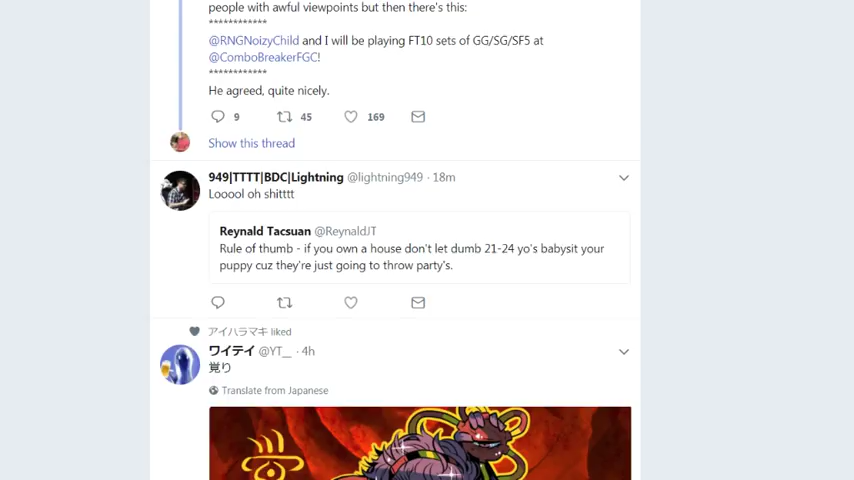 people with awful viewpoints but then there's this:
************
@RNGNoizyChild and I will be playing FT10 sets of GG/SG/SF5 at
@ComboBreakerFGC!
************
He agreed, quite nicely.
9 45 169
Show this thread
949|TTTT|BDC|Lightning @lightning949 · 18m
Looool oh shitttt
Reynald Tacsuan @ReynaldJT
Rule of thumb - if you own a house don't let dumb 21-24 yo's babysit your
puppy cuz they're just going to throw party's.
アイハラマキ liked
ワイテイ @YT__ · 4h
覚り
Translate from Japanese